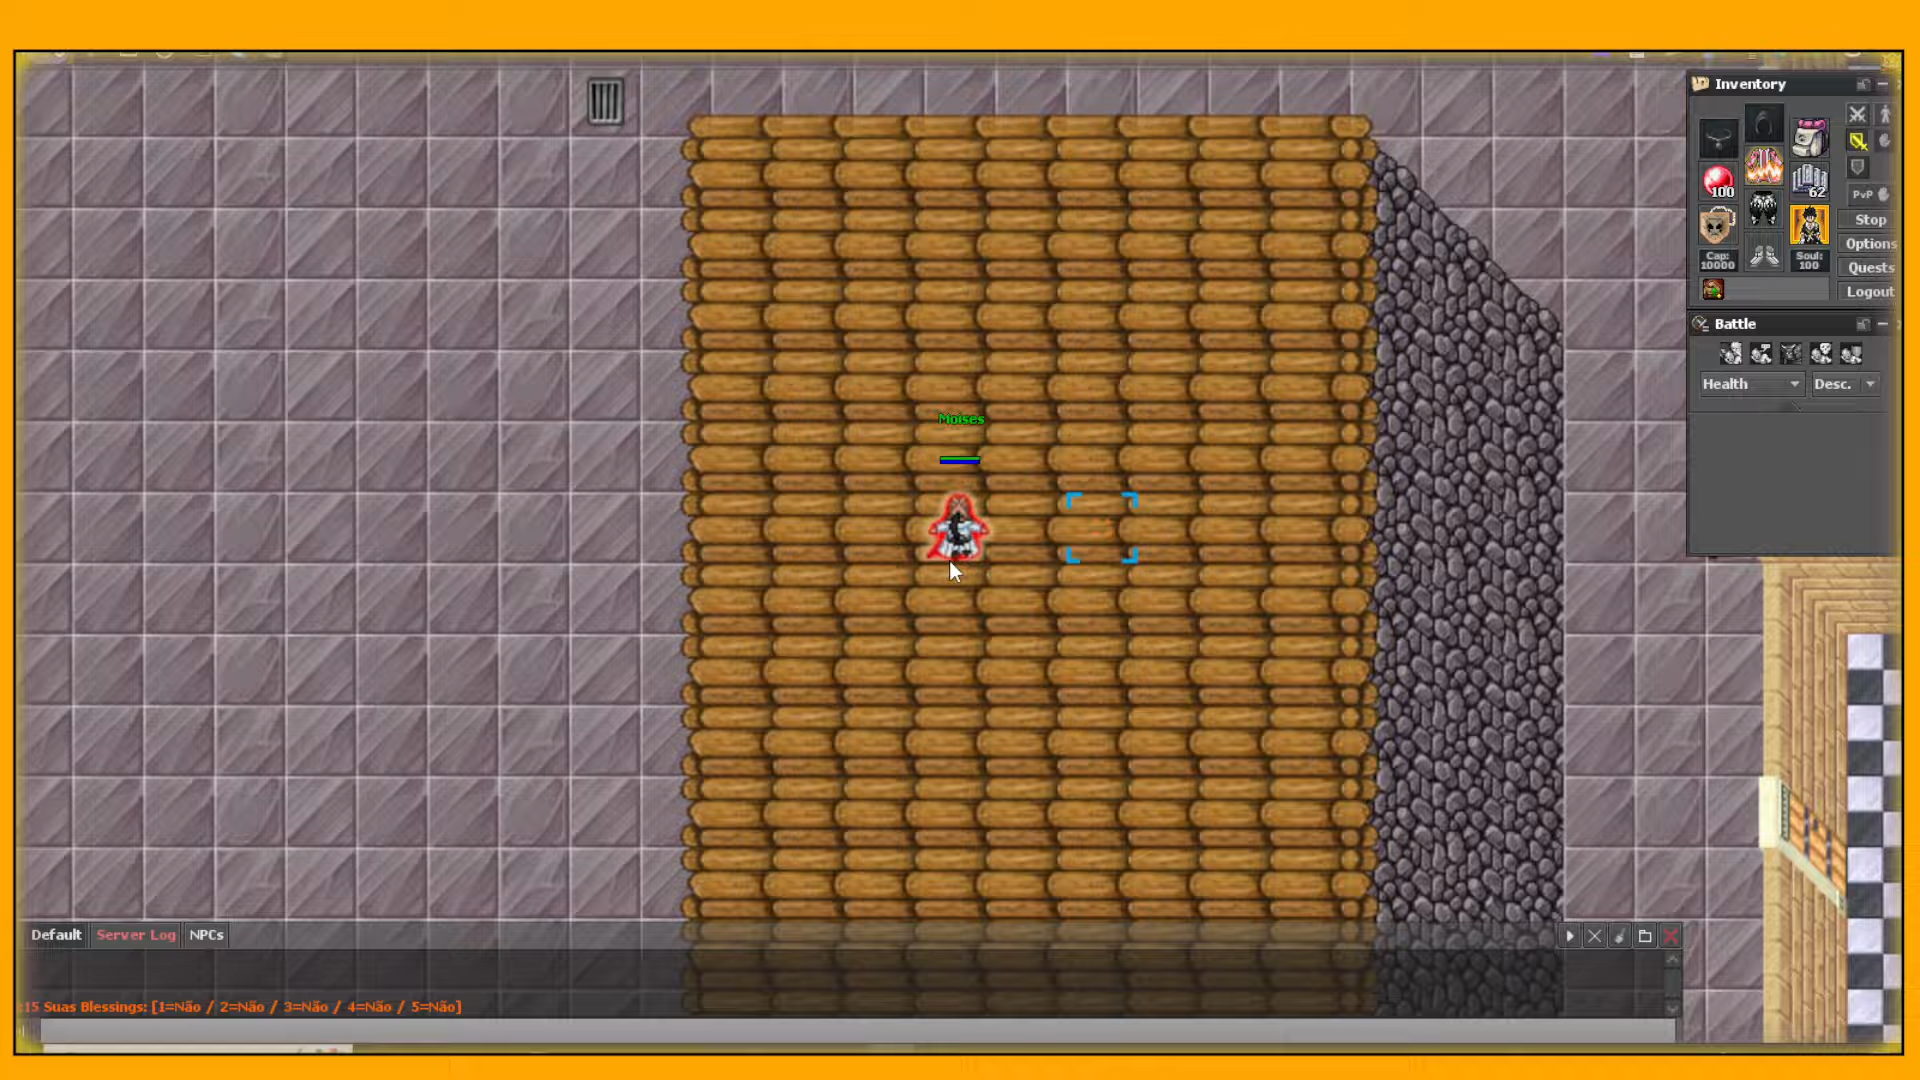 Inventory
100
62
PvP
Stop
Cap:
10000
Soul:
100
Options
Quests
Logout
Battle
Health
Desc.
Moises
Default
Server Log
NPCs
:15 Suas Blessings: [1=Não / 2=Não / 3=Não / 4=Não / 5=Não]